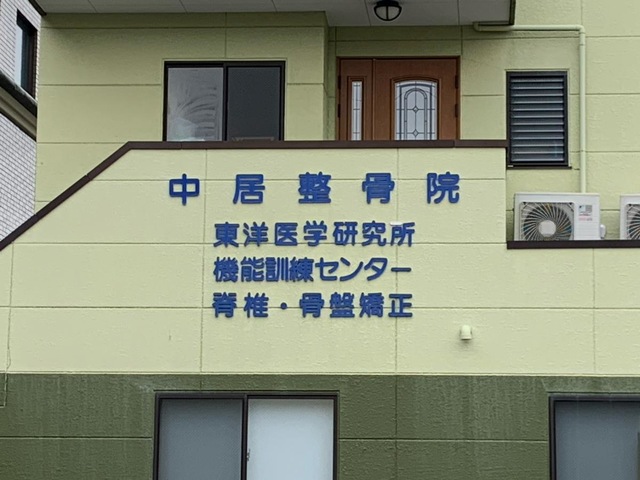 中居整骨院
東洋医学研究所
機能訓練センター
脊椎・骨盤矯正